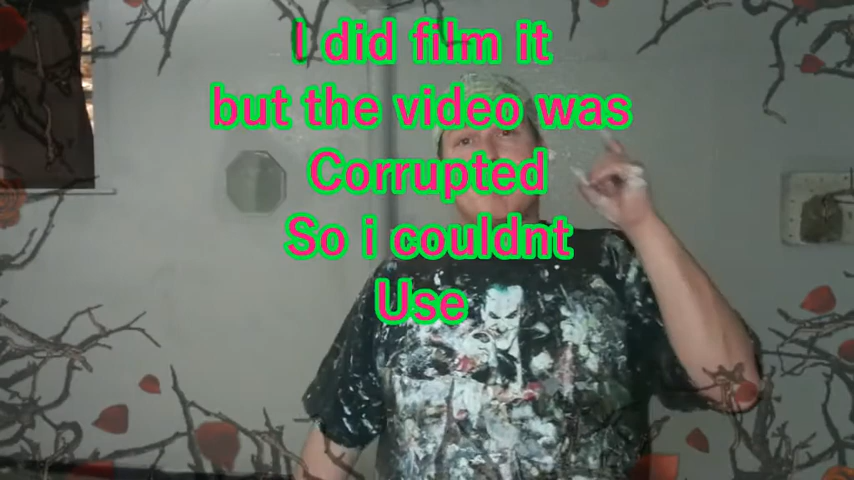 I did film it
but the video was
Corrupted
So i couldnt
Use